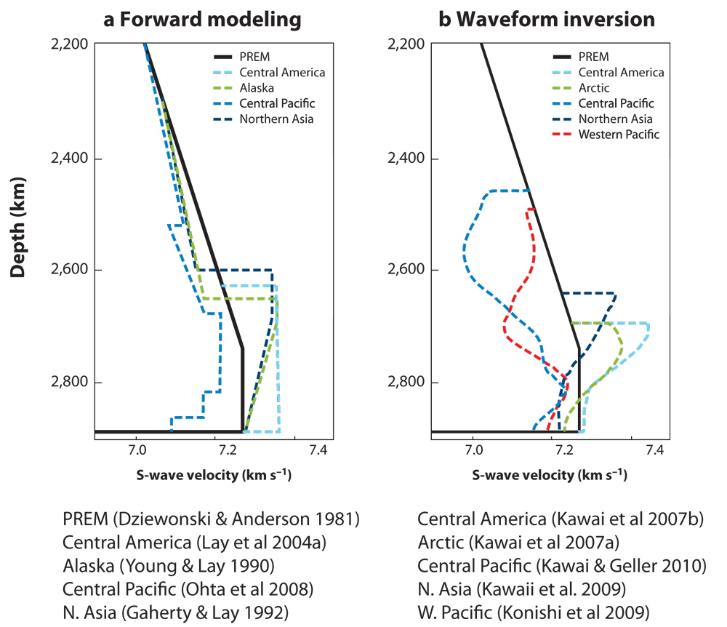 a Forward modeling
b Waveform inversion
2,200
2,400
2,600
2,800
Depth (km)
PREM
Central America
Alaska
Central Pacific
Northern Asia
7.0
7.2
7.4
S-wave velocity (km s⁻¹)
2,200
2,400
2,600
2,800
PREM
Central America
Arctic
Central Pacific
Northern Asia
Western Pacific
7.0
7.2
7.4
S-wave velocity (km s⁻¹)
PREM (Dziewonski & Anderson 1981)
Central America (Lay et al 2004a)
Alaska (Young & Lay 1990)
Central Pacific (Ohta et al 2008)
N. Asia (Gaherty & Lay 1992)
Central America (Kawai et al 2007b)
Arctic (Kawai et al 2007a)
Central Pacific (Kawai & Geller 2010)
N. Asia (Kawaii et al. 2009)
W. Pacific (Konishi et al 2009)